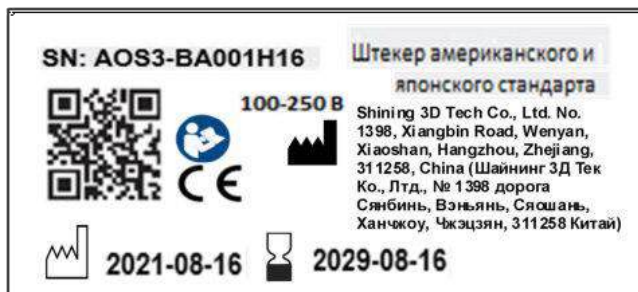 SN: AOS3-BA001H16
Штекер американского и
японского стандарта
100-250 В
CE
Shining 3D Tech Co., Ltd. No.
1398, Xiangbin Road, Wenyan,
Xiaoshan, Hangzhou, Zhejiang,
311258, China (Шайнинг 3Д Тек
Ко., Лтд., № 1398 дорога
Сянбинь, Вэньянь, Сяошань,
Ханчжоу, Чжэцзян, 311258 Китай)
2021-08-16
2029-08-16